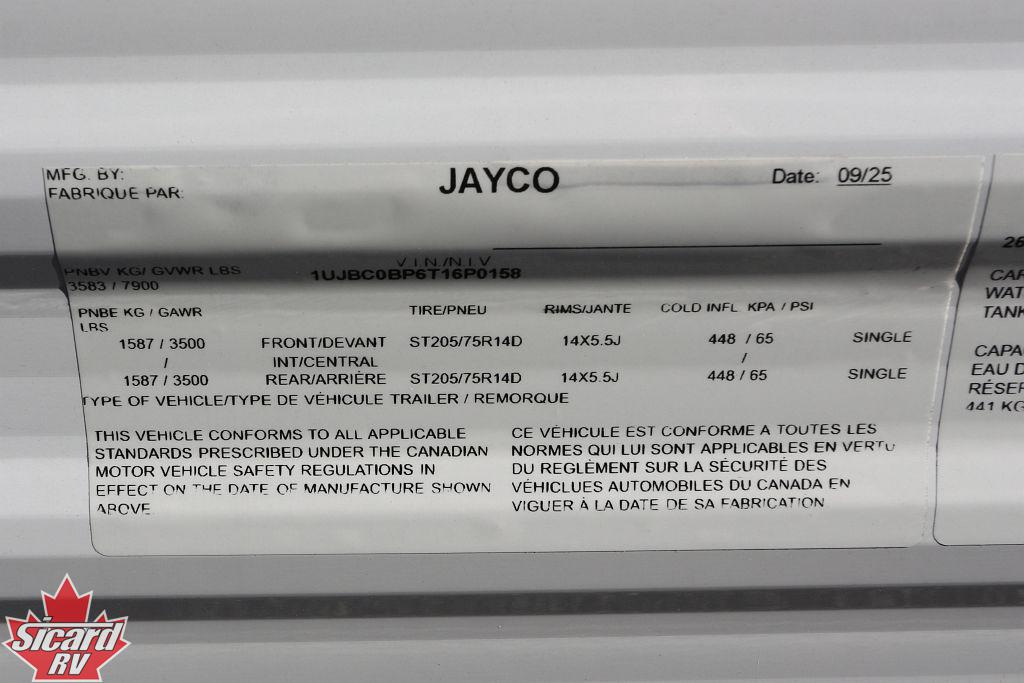 MFG. BY:
FABRIQUE PAR:
JAYCO
Date: 09/25
V I N./N I V
PNBV KG/ GVWR LBS
1UJBC0BP6T16P0158
3583 / 7900
PNBE KG / GAWR LBS
TIRE/PNEU RIMS/JANTE COLD INFL KPA / PSI
1587 / 3500 FRONT/DEVANT ST205/75R14D 14X5.5J 448 / 65 SINGLE
/ INT/CENTRAL /
1587 / 3500 REAR/ARRIÈRE ST205/75R14D 14X5.5J 448 / 65 SINGLE
TYPE OF VEHICLE/TYPE DE VÉHICULE TRAILER / REMORQUE
THIS VEHICLE CONFORMS TO ALL APPLICABLE
STANDARDS PRESCRIBED UNDER THE CANADIAN
MOTOR VEHICLE SAFETY REGULATIONS IN
EFFECT ON THE DATE OF MANUFACTURE SHOWN
ABOVE
CE VÉHICULE EST CONFORME A TOUTES LES
NORMES QUI LUI SONT APPLICABLES EN VERTU
DU REGLÈMENT SUR LA SÉCURITÉ DES
VÉHICLUES AUTOMOBILES DU CANADA EN
VIGUER À LA DATE DE SA FABRICATION
26
CAR
WAT
TANK
CAPA
EAU D
RÉSER
441 KG
Sicard
RV